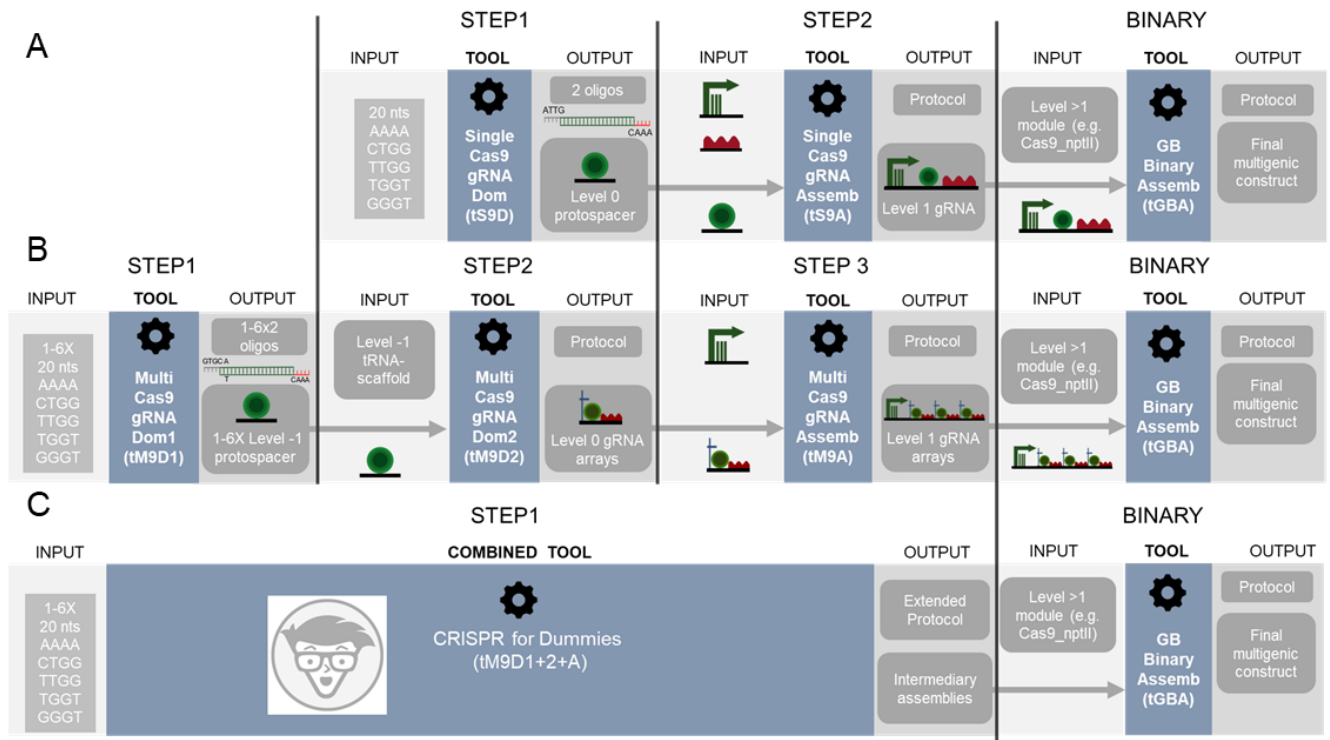 A
STEP1
STEP2
BINARY
INPUT
TOOL
OUTPUT
INPUT
TOOL
OUTPUT
INPUT
TOOL
OUTPUT
20 nts
AAAA
CTGG
TTGG
TGGT
GGGT
Single
Cas9
gRNA
Dom
(tS9D)
2 oligos
ATTG
CAAA
Level 0
protospacer
Single
Cas9
gRNA
Assemb
(tS9A)
Protocol
Level 1 gRNA
Level >1
module (e.g.
Cas9_nptII)
GB
Binary
Assemb
(tGBA)
Protocol
Final
multigenic
construct
B
STEP1
STEP2
STEP 3
BINARY
INPUT
TOOL
OUTPUT
INPUT
TOOL
OUTPUT
INPUT
TOOL
OUTPUT
INPUT
TOOL
OUTPUT
1-6X
20 nts
AAAA
CTGG
TTGG
TGGT
GGGT
Multi
Cas9
gRNA
Dom1
(tM9D1)
1-6x2
oligos
GTGCA
T
CAAA
1-6X Level -1
protospacer
Level -1
tRNA-
scaffold
Multi
Cas9
gRNA
Dom2
(tM9D2)
Protocol
Level 0 gRNA
arrays
Multi
Cas9
gRNA
Assemb
(tM9A)
Protocol
Level 1 gRNA
arrays
Level >1
module (e.g.
Cas9_nptII)
GB
Binary
Assemb
(tGBA)
Protocol
Final
multigenic
construct
C
STEP1
BINARY
INPUT
COMBINED TOOL
OUTPUT
INPUT
TOOL
OUTPUT
1-6X
20 nts
AAAA
CTGG
TTGG
TGGT
GGGT
CRISPR for Dummies
(tM9D1+2+A)
Extended
Protocol
Intermediary
assemblies
Level >1
module (e.g.
Cas9_nptII)
GB
Binary
Assemb
(tGBA)
Protocol
Final
multigenic
construct